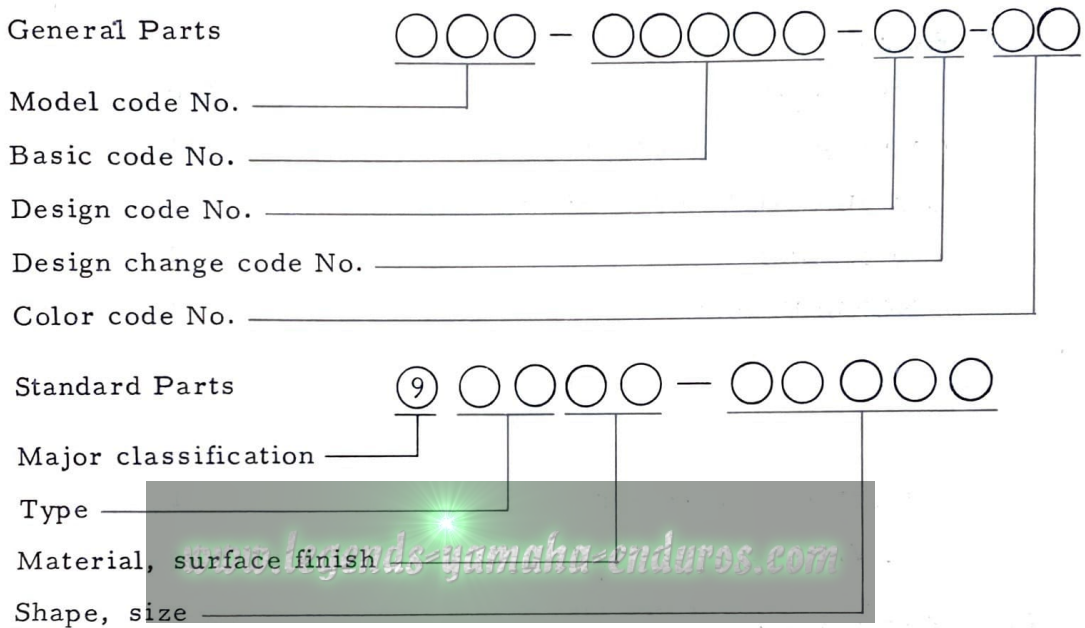 General Parts ○○○ – ○○○○○ – ○○-○○
Model code No.
Basic code No.
Design code No.
Design change code No.
Color code No.
Standard Parts ⑨ ○○○○ – ○○○○○
Major classification
Type
www.legends-yamaha-enduros.com
Material, surface finish
Shape, size